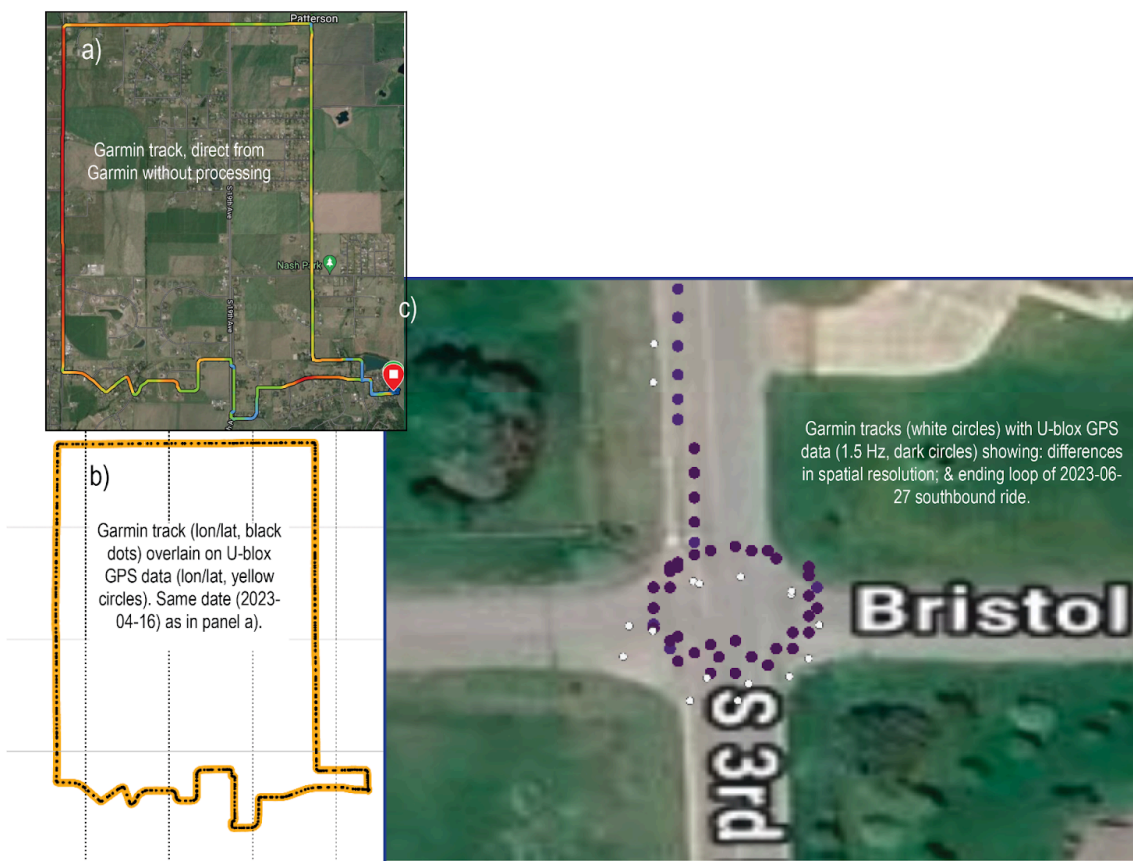 Patterson
a)
Garmin track, direct from
Garmin without processing
S 19th Ave
Nash Park
S 19th Ave
c)
Garmin tracks (white circles) with U-blox GPS
data (1.5 Hz, dark circles) showing: differences
in spatial resolution; & ending loop of 2023-06-
27 southbound ride.
b)
Garmin track (lon/lat, black
dots) overlain on U-blox
GPS data (lon/lat, yellow
circles). Same date (2023-
04-16) as in panel a).
Bristol
S 3rd